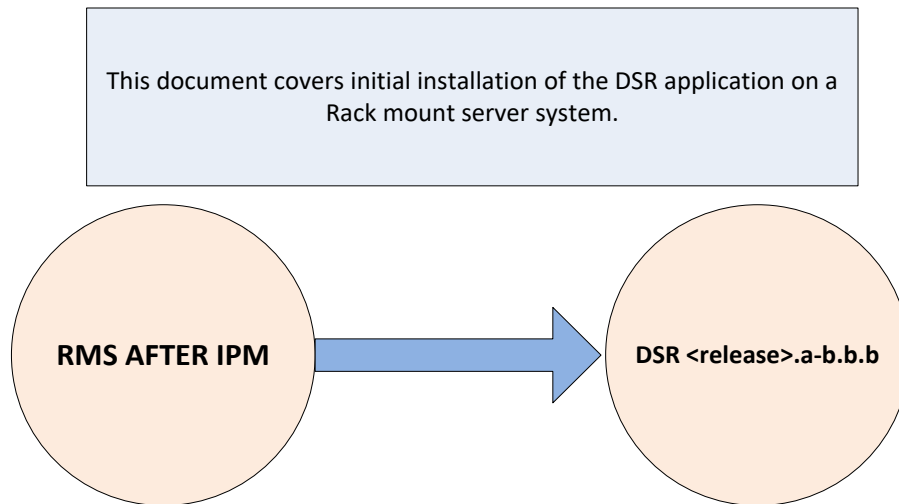 This document covers initial installation of the DSR application on a
Rack mount server system.
RMS AFTER IPM
DSR <release>.a-b.b.b